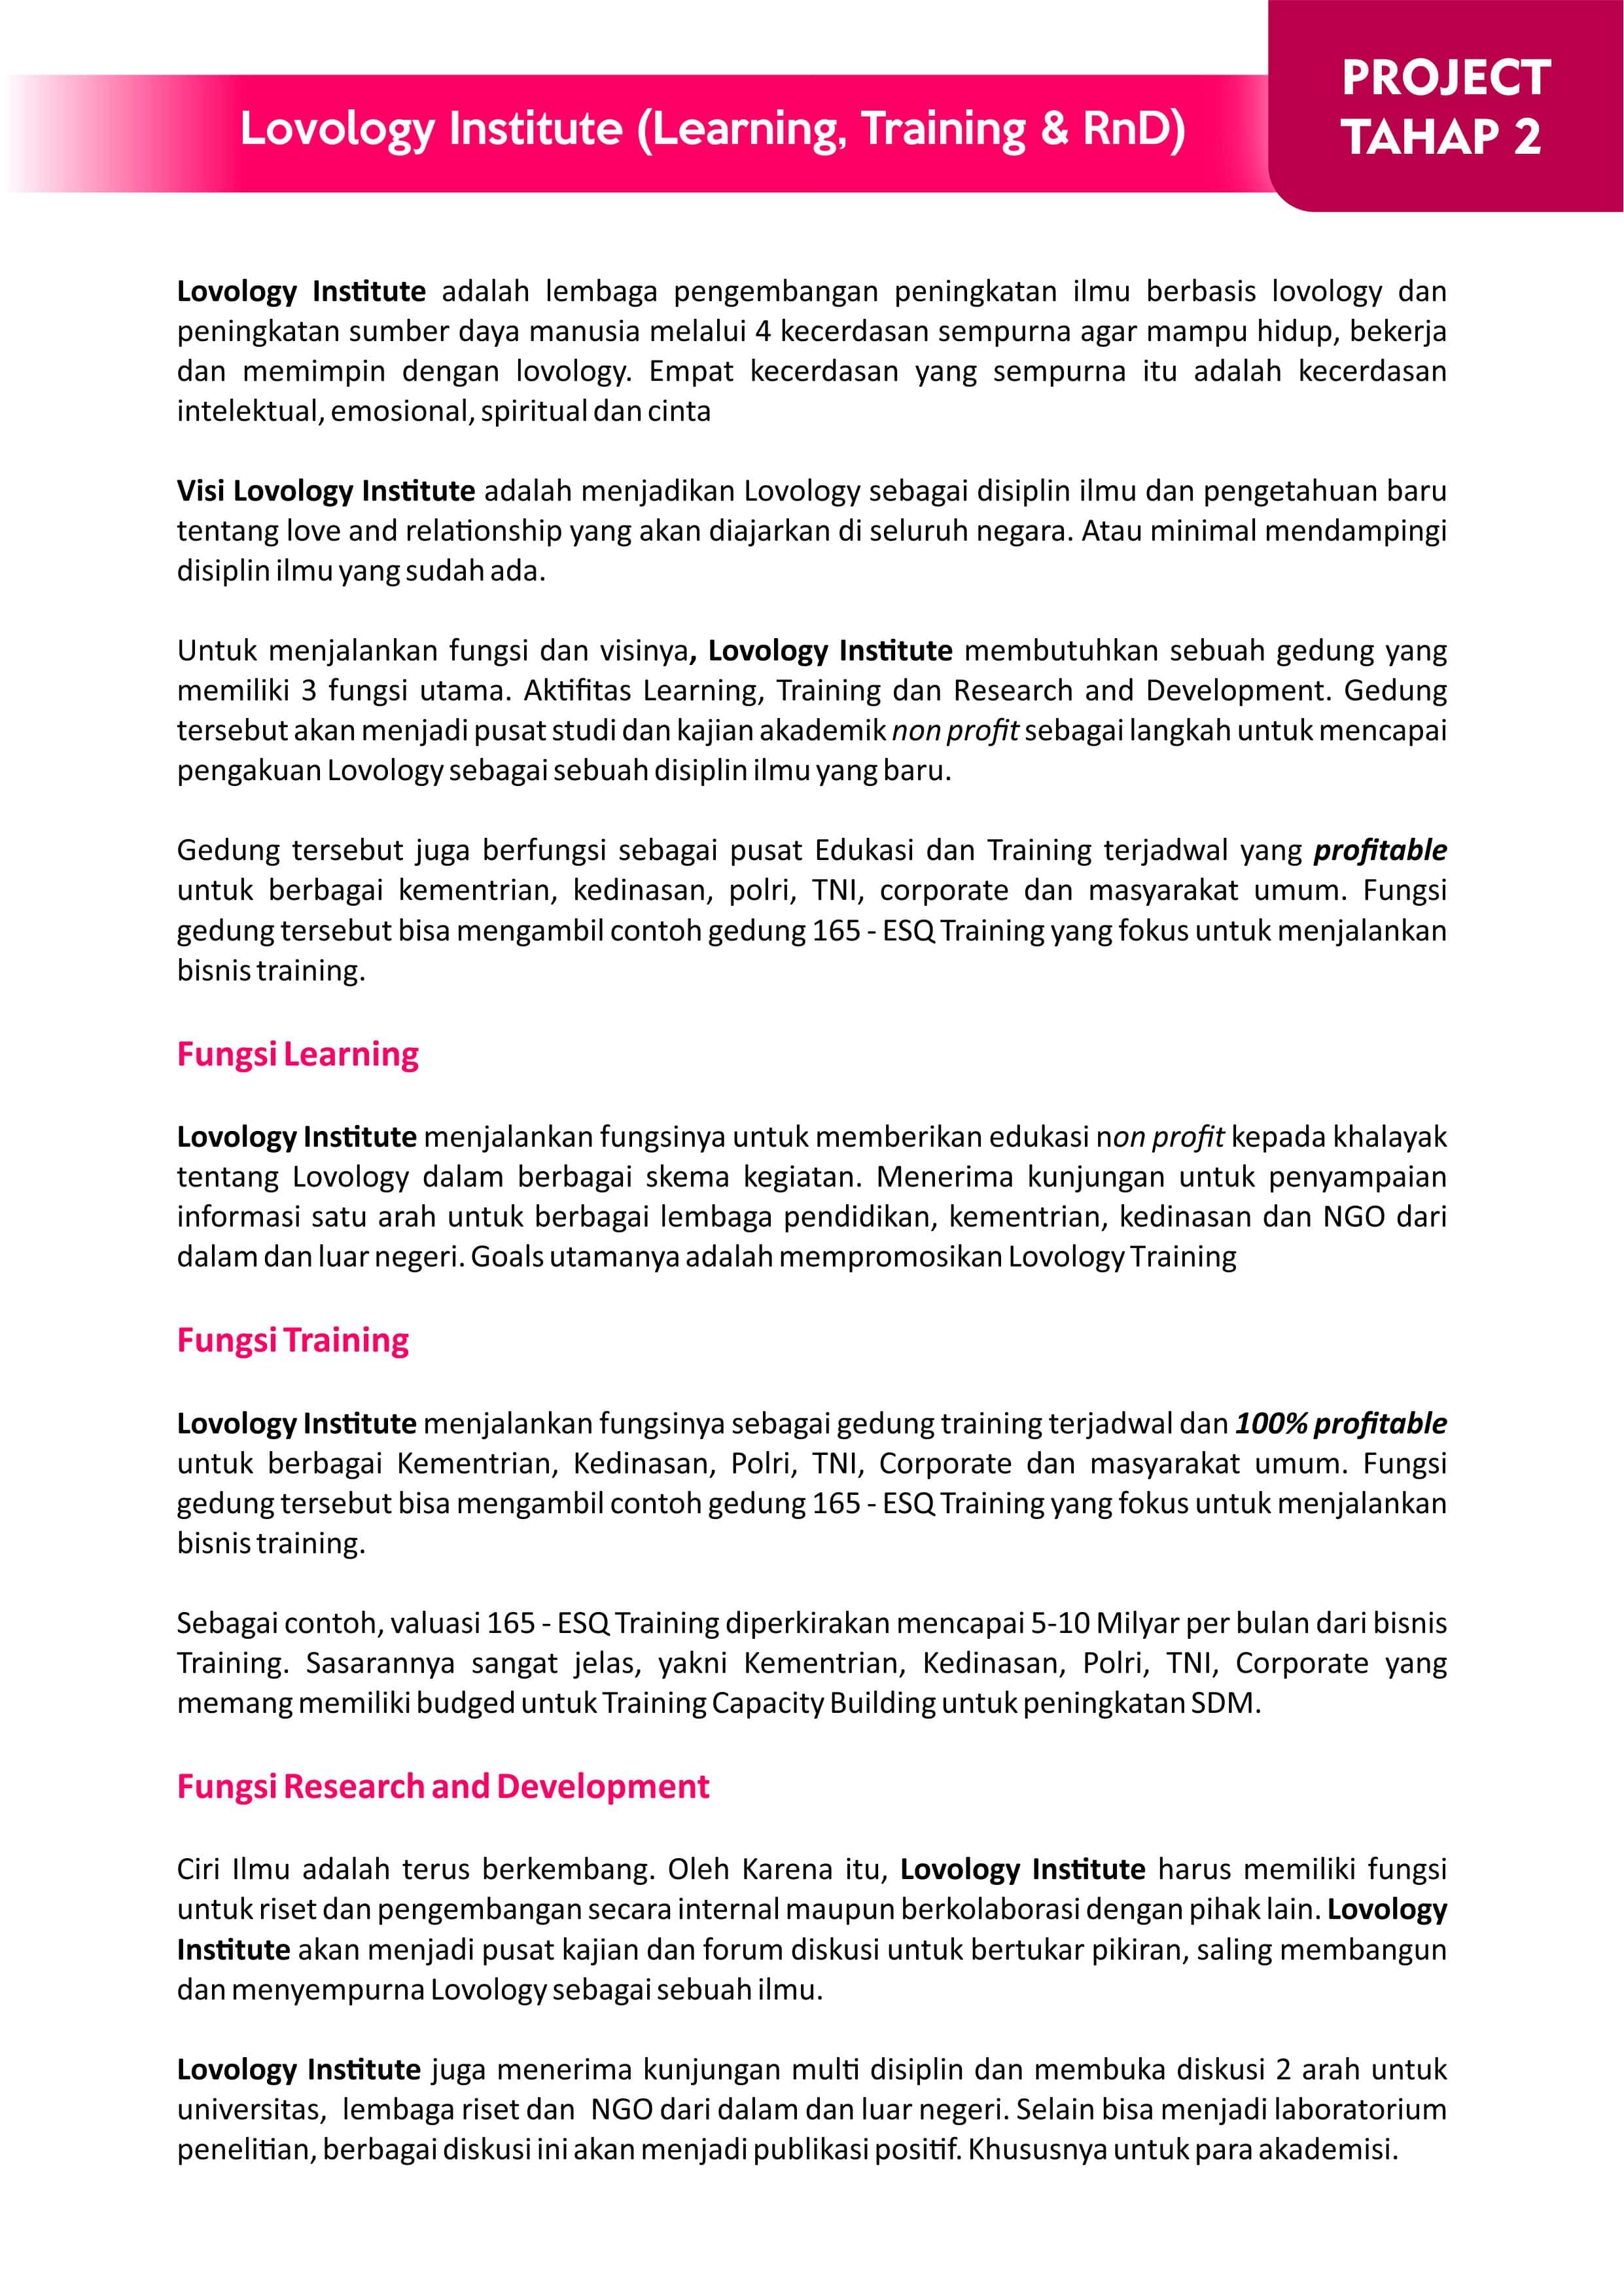 Lovology Institute (Learning, Training & RnD)
PROJECT
TAHAP 2
Lovology Institute adalah lembaga pengembangan peningkatan ilmu berbasis lovology dan
peningkatan sumber daya manusia melalui 4 kecerdasan sempurna agar mampu hidup, bekerja
dan memimpin dengan lovology. Empat kecerdasan yang sempurna itu adalah kecerdasan
intelektual, emosional, spiritual dan cinta
Visi Lovology Institute adalah menjadikan Lovology sebagai disiplin ilmu dan pengetahuan baru
tentang love and relationship yang akan diajarkan di seluruh negara. Atau minimal mendampingi
disiplin ilmu yang sudah ada.
Untuk menjalankan fungsi dan visinya, Lovology Institute membutuhkan sebuah gedung yang
memiliki 3 fungsi utama. Aktifitas Learning, Training dan Research and Development. Gedung
tersebut akan menjadi pusat studi dan kajian akademik non profit sebagai langkah untuk mencapai
pengakuan Lovology sebagai sebuah disiplin ilmu yang baru.
Gedung tersebut juga berfungsi sebagai pusat Edukasi dan Training terjadwal yang profitable
untuk berbagai kementrian, kedinasan, polri, TNI, corporate dan masyarakat umum. Fungsi
gedung tersebut bisa mengambil contoh gedung 165 - ESQ Training yang fokus untuk menjalankan
bisnis training.
Fungsi Learning
Lovology Institute menjalankan fungsinya untuk memberikan edukasi non profit kepada khalayak
tentang Lovology dalam berbagai skema kegiatan. Menerima kunjungan untuk penyampaian
informasi satu arah untuk berbagai lembaga pendidikan, kementrian, kedinasan dan NGO dari
dalam dan luar negeri. Goals utamanya adalah mempromosikan Lovology Training
Fungsi Training
Lovology Institute menjalankan fungsinya sebagai gedung training terjadwal dan 100% profitable
untuk berbagai Kementrian, Kedinasan, Polri, TNI, Corporate dan masyarakat umum. Fungsi
gedung tersebut bisa mengambil contoh gedung 165 - ESQ Training yang fokus untuk menjalankan
bisnis training.
Sebagai contoh, valuasi 165 - ESQ Training diperkirakan mencapai 5-10 Milyar per bulan dari bisnis
Training. Sasarannya sangat jelas, yakni Kementrian, Kedinasan, Polri, TNI, Corporate yang
memang memiliki budged untuk Training Capacity Building untuk peningkatan SDM.
Fungsi Research and Development
Ciri Ilmu adalah terus berkembang. Oleh Karena itu, Lovology Institute harus memiliki fungsi
untuk riset dan pengembangan secara internal maupun berkolaborasi dengan pihak lain. Lovology
Institute akan menjadi pusat kajian dan forum diskusi untuk bertukar pikiran, saling membangun
dan menyempurna Lovology sebagai sebuah ilmu.
Lovology Institute juga menerima kunjungan multi disiplin dan membuka diskusi 2 arah untuk
universitas, lembaga riset dan NGO dari dalam dan luar negeri. Selain bisa menjadi laboratorium
penelitian, berbagai diskusi ini akan menjadi publikasi positif. Khususnya untuk para akademisi.